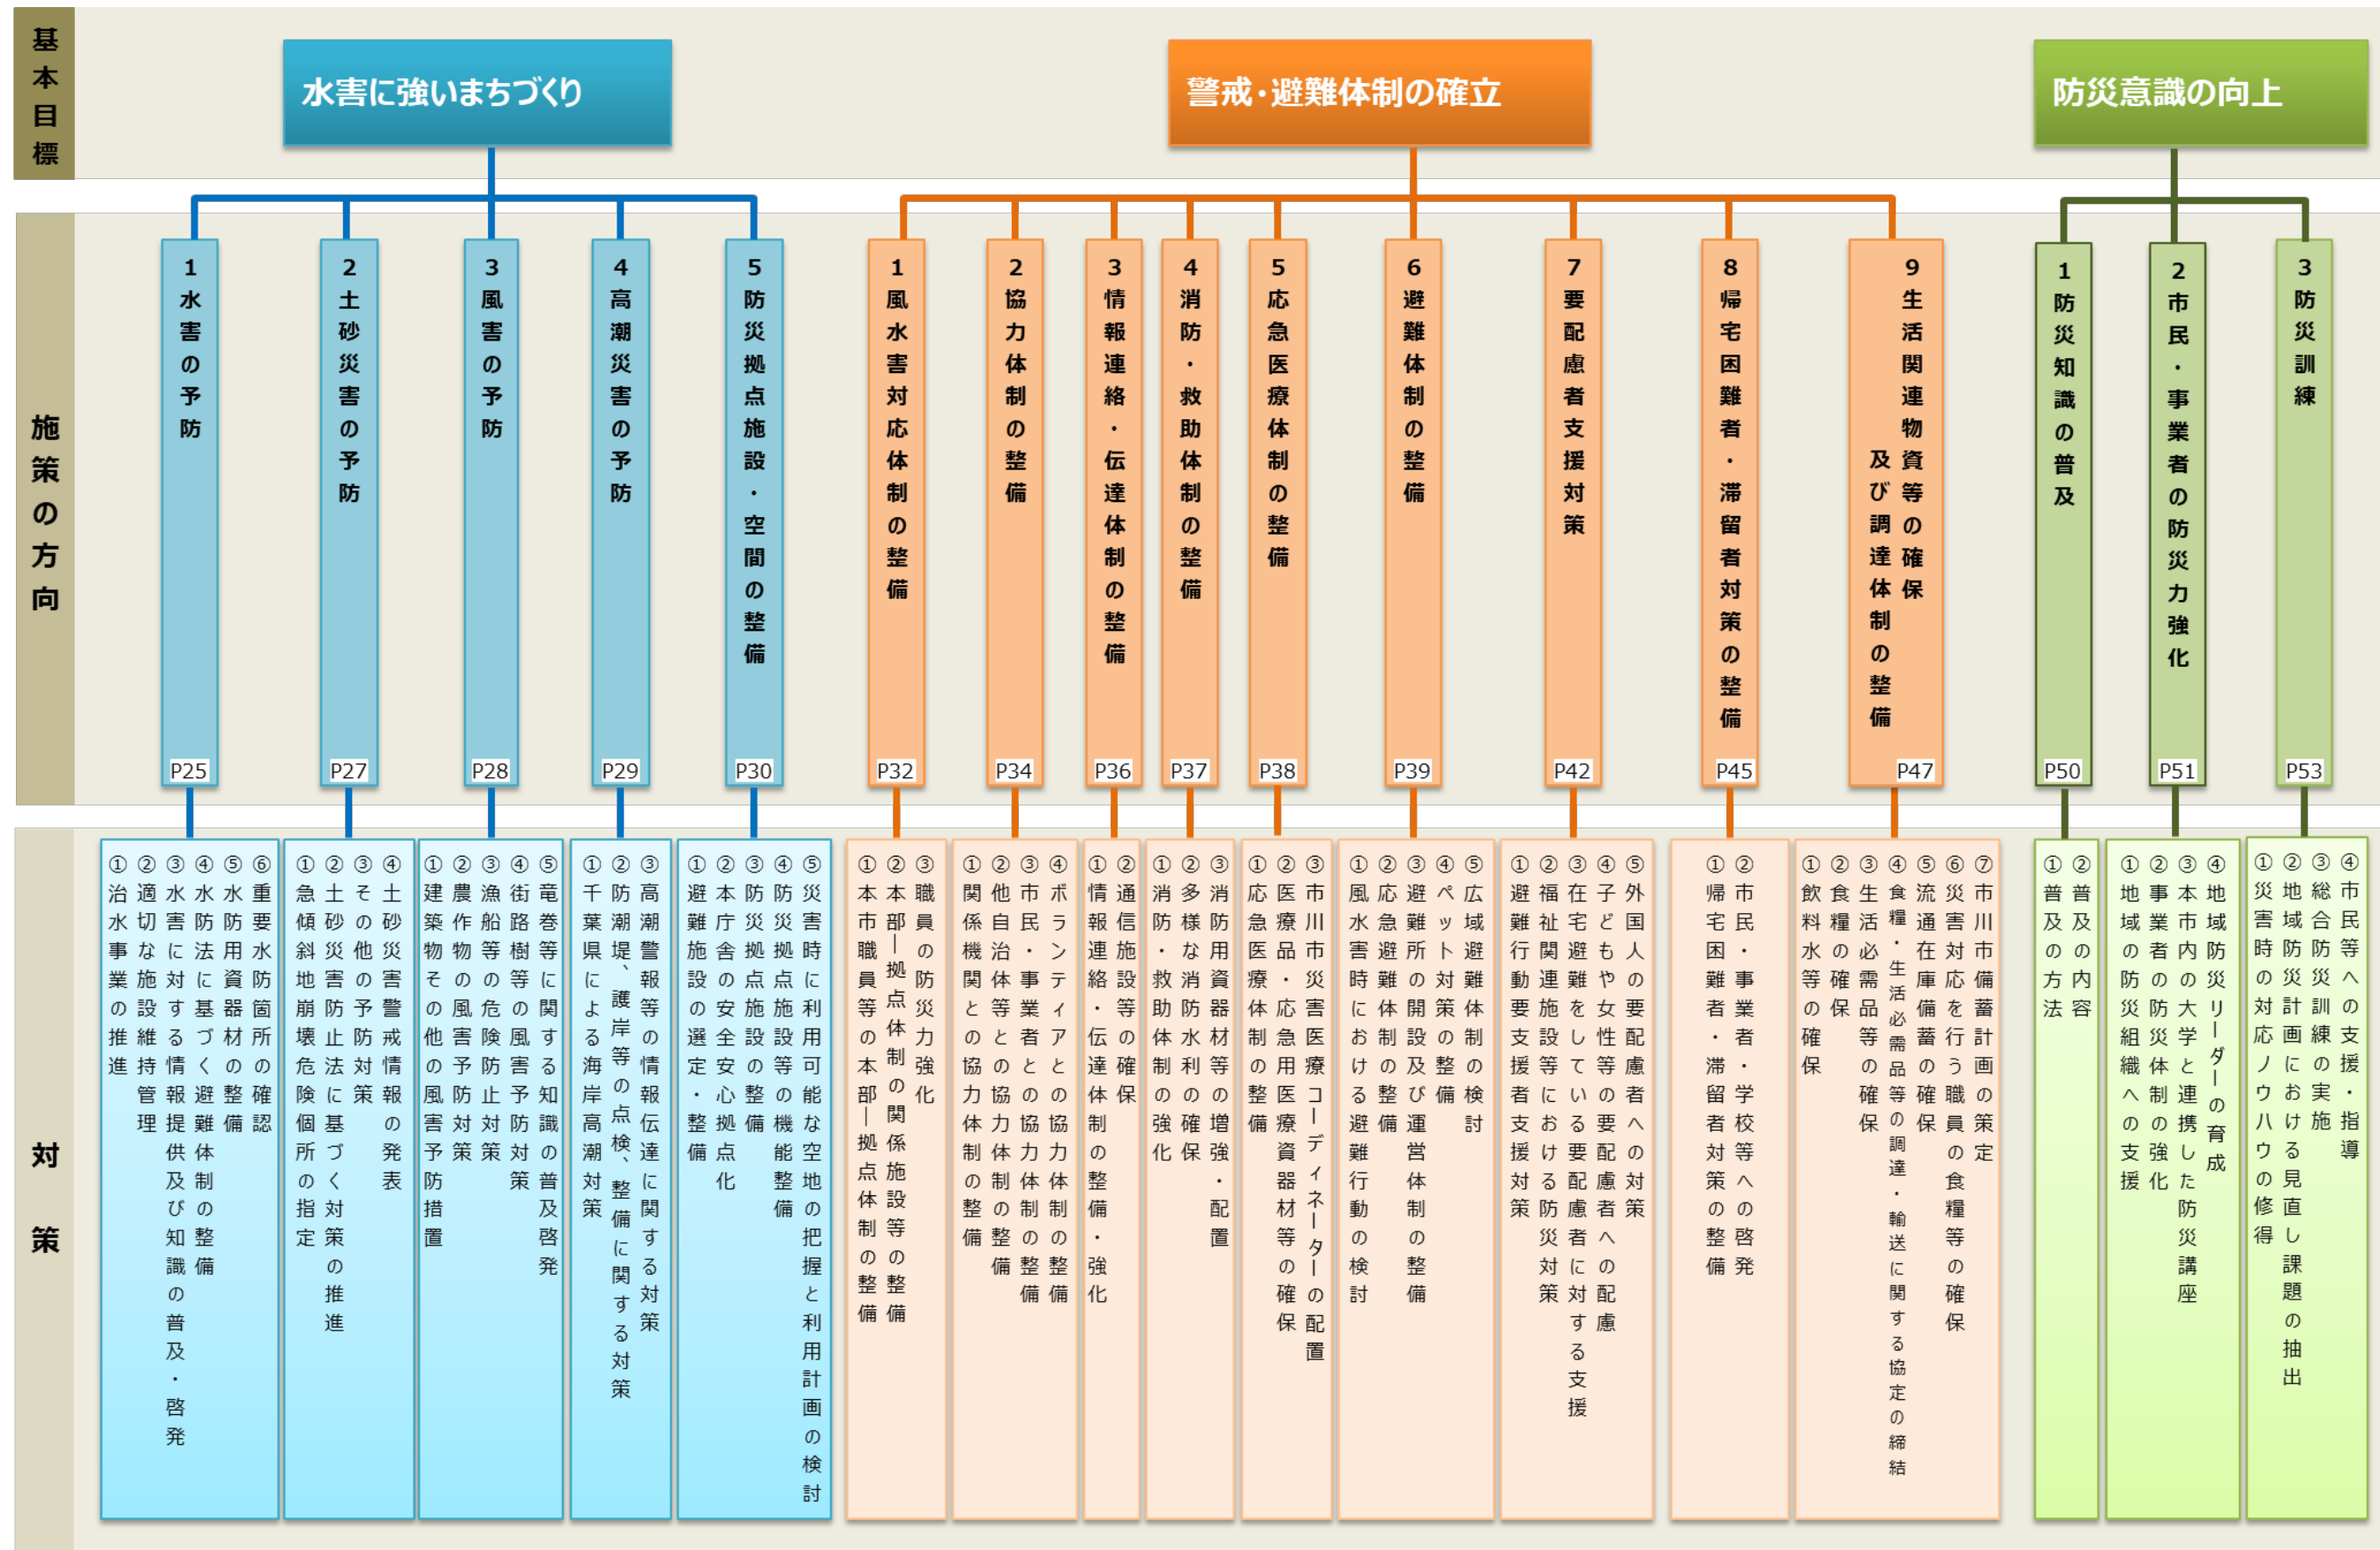 基本目標
水害に強いまちづくり
警戒・避難体制の確立
防災意識の向上
施策の方向
1水害の予防
P25
2土砂災害の予防
P27
3風害の予防
P28
4高潮災害の予防
P29
5防災拠点施設・空間の整備
P30
1風水害対応体制の整備
P32
2協力体制の整備
P34
3情報連絡・伝達体制の整備
P36
4消防・救助体制の整備
P37
5応急医療体制の整備
P38
6避難体制の整備
P39
7要配慮者支援対策
P42
8帰宅困難者・滞留者対策の整備
P45
9生活関連物資等の確保
及び調達体制の整備
P47
1防災知識の普及
P50
2市民・事業者の防災力強化
P51
3防災訓練
P53
対策
①治水事業の推進
②適切な施設維持管理
③水害に対する情報提供及び知識の普及・啓発
④水防法に基づく避難体制の整備
⑤水防用資器材の整備
⑥重要水防箇所の確認
①急傾斜地崩壊危険個所の指定
②土砂災害防止法に基づく対策の推進
③その他の予防対策
④土砂災害警戒情報の発表
①建築物その他の風害予防措置
②農作物の風害予防対策
③漁船等の危険防止対策
④街路樹等の風害予防対策
⑤竜巻等に関する知識の普及啓発
①千葉県による海岸高潮対策
②防潮堤、護岸等の点検、整備に関する対策
③高潮警報等の情報伝達に関する対策
①避難施設の選定・整備
②本庁舎の安全安心拠点化
③防災拠点施設の整備
④防災拠点施設等の機能整備
⑤災害時に利用可能な空地の把握と利用計画の検討
①本市職員等の本部―拠点体制の整備
②本部―拠点体制の関係施設等の整備
③職員の防災力強化
①関係機関との協力体制の整備
②他自治体等との協力体制の整備
③市民・事業者との協力体制の整備
④ボランティアとの協力体制の整備
①情報連絡・伝達体制の整備・強化
②通信施設等の確保
①消防・救助体制の強化
②多様な消防水利の確保
③消防用資器材等の増強・配置
①応急医療体制の整備
②医療品・応急用医療資器材等の確保
③市川市災害医療コーディネーターの配置
①風水害時における避難行動の検討
②応急避難体制の整備
③避難所の開設及び運営体制の整備
④ペット対策の整備
⑤広域避難体制の検討
①避難行動要支援者支援対策
②福祉関連施設等における防災対策
③在宅避難をしている要配慮者に対する支援
④子どもや女性等の要配慮者への配慮
⑤外国人の要配慮者への対策
①帰宅困難者・滞留者対策の整備
②市民・事業者・学校等への啓発
①飲料水等の確保
②食糧の確保
③生活必需品等の確保
④食糧・生活必需品等の調達・輸送に関する協定の締結
⑤流通在庫備蓄の確保
⑥災害対応を行う職員の食糧等の確保
⑦市川市備蓄計画の策定
①普及の方法
②普及の内容
①地域の防災組織への支援
②事業者の防災体制の強化
③本市内の大学と連携した防災講座
④地域防災リーダーの育成
①災害時の対応ノウハウの修得
②地域防災計画における見直し課題の抽出
③総合防災訓練の実施
④市民等への支援・指導